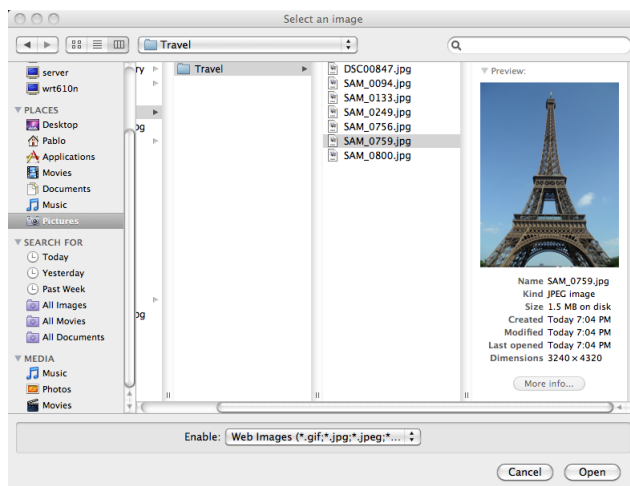 Select an image
Travel
server
wrt610n
PLACES
Desktop
Pablo
Applications
Movies
Documents
Music
Pictures
SEARCH FOR
Today
Yesterday
Past Week
All Images
All Movies
All Documents
MEDIA
Music
Photos
Movies
ry
Travel
DSC00847.jpg
SAM_0094.jpg
SAM_0133.jpg
SAM_0249.jpg
SAM_0756.jpg
SAM_0759.jpg
SAM_0800.jpg
Preview:
Name SAM_0759.jpg
Kind JPEG image
Size 1.5 MB on disk
Created Today 7:04 PM
Modified Today 7:04 PM
Last opened Today 7:04 PM
Dimensions 3240 × 4320
More info...
Enable: Web Images (*.gif;*.jpg;*.jpeg;*...
Cancel Open